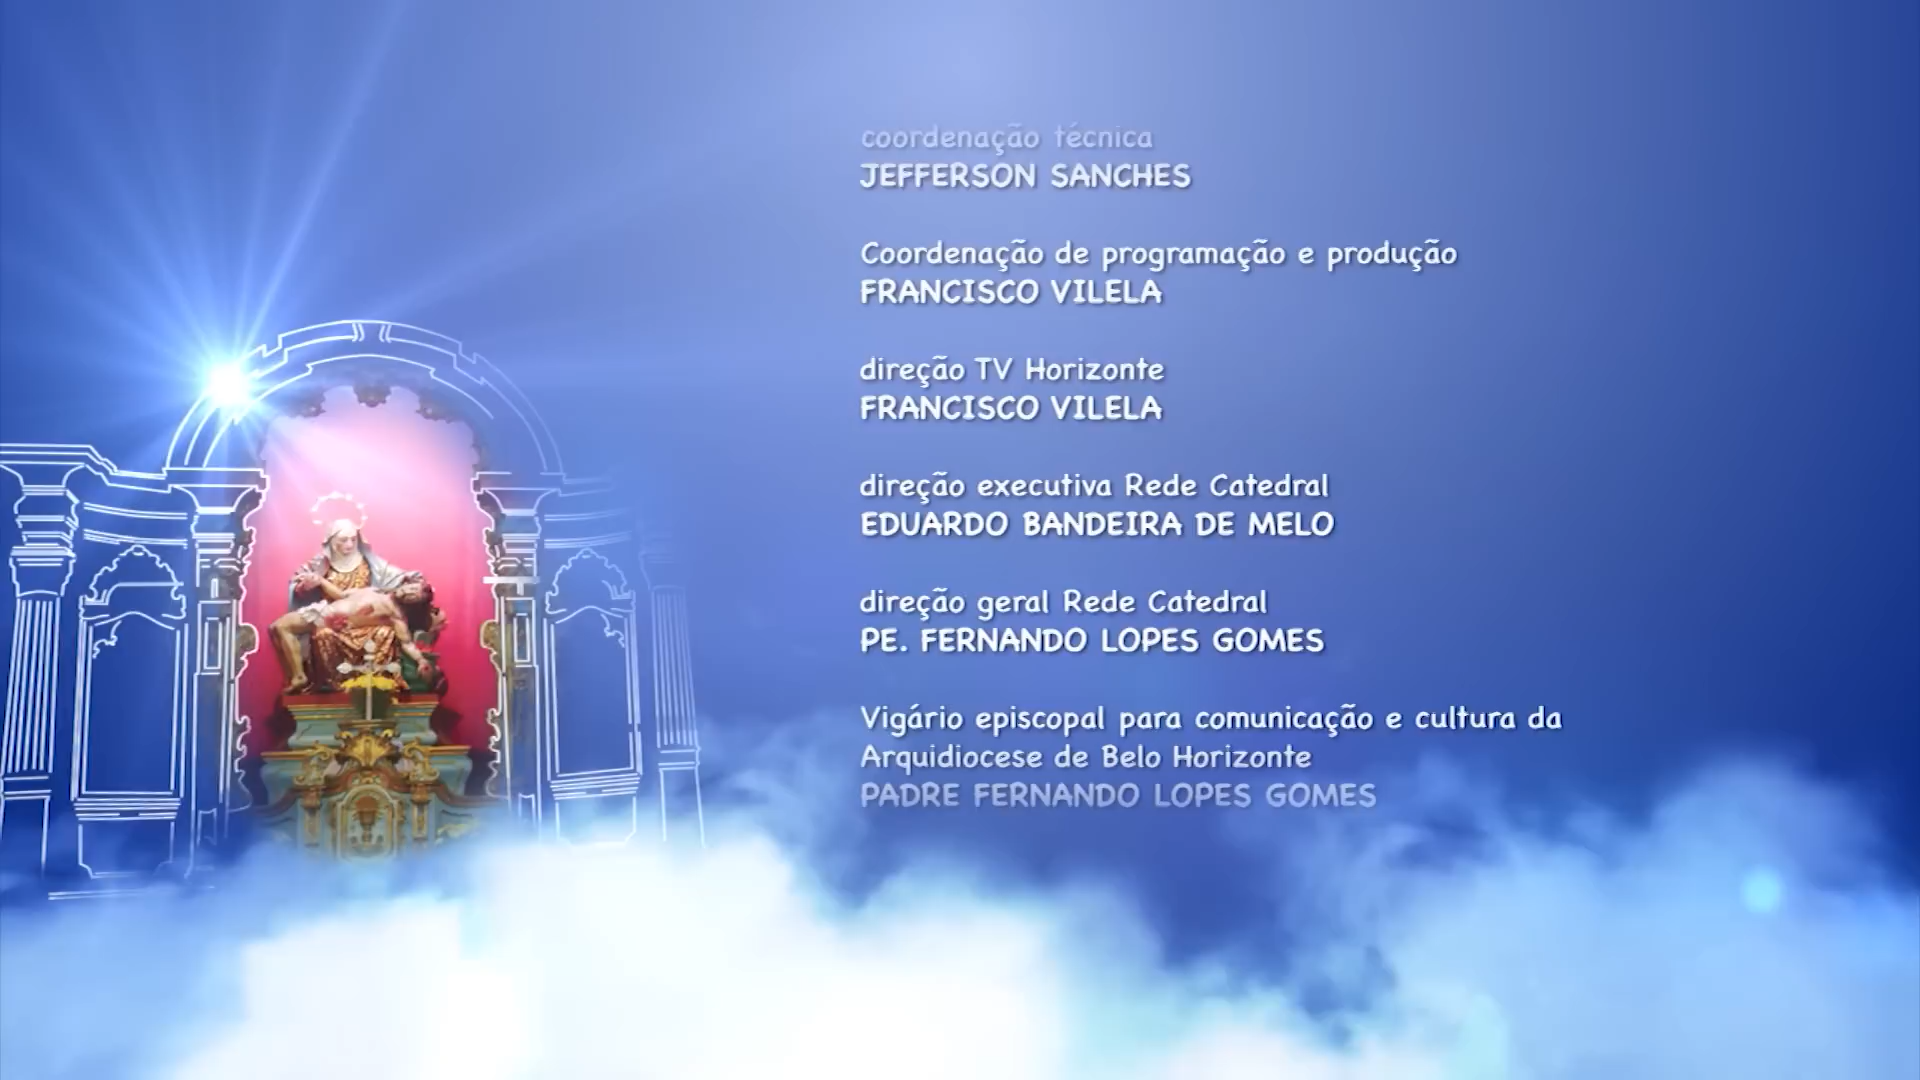 coordenação técnica
JEFFERSON SANCHES
Coordenação de programação e produção
FRANCISCO VILELA
direção TV Horizonte
FRANCISCO VILELA
direção executiva Rede Catedral
EDUARDO BANDEIRA DE MELO
direção geral Rede Catedral
PE. FERNANDO LOPES GOMES
Vigário episcopal para comunicação e cultura da
Arquidiocese de Belo Horizonte
PADRE FERNANDO LOPES GOMES